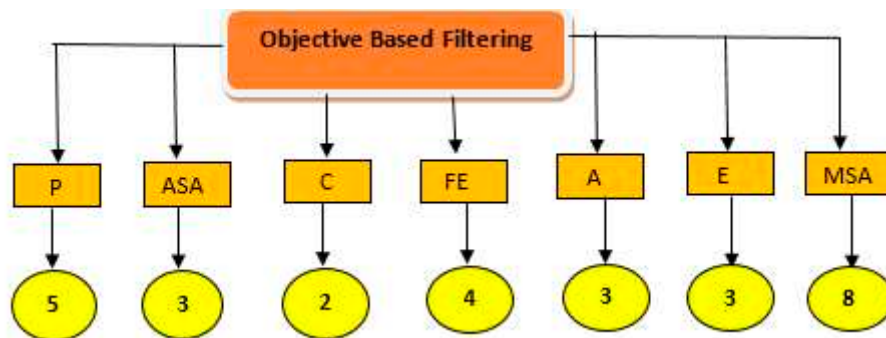 Objective Based Filtering
P
ASA
C
FE
A
E
MSA
5
3
2
4
3
3
8